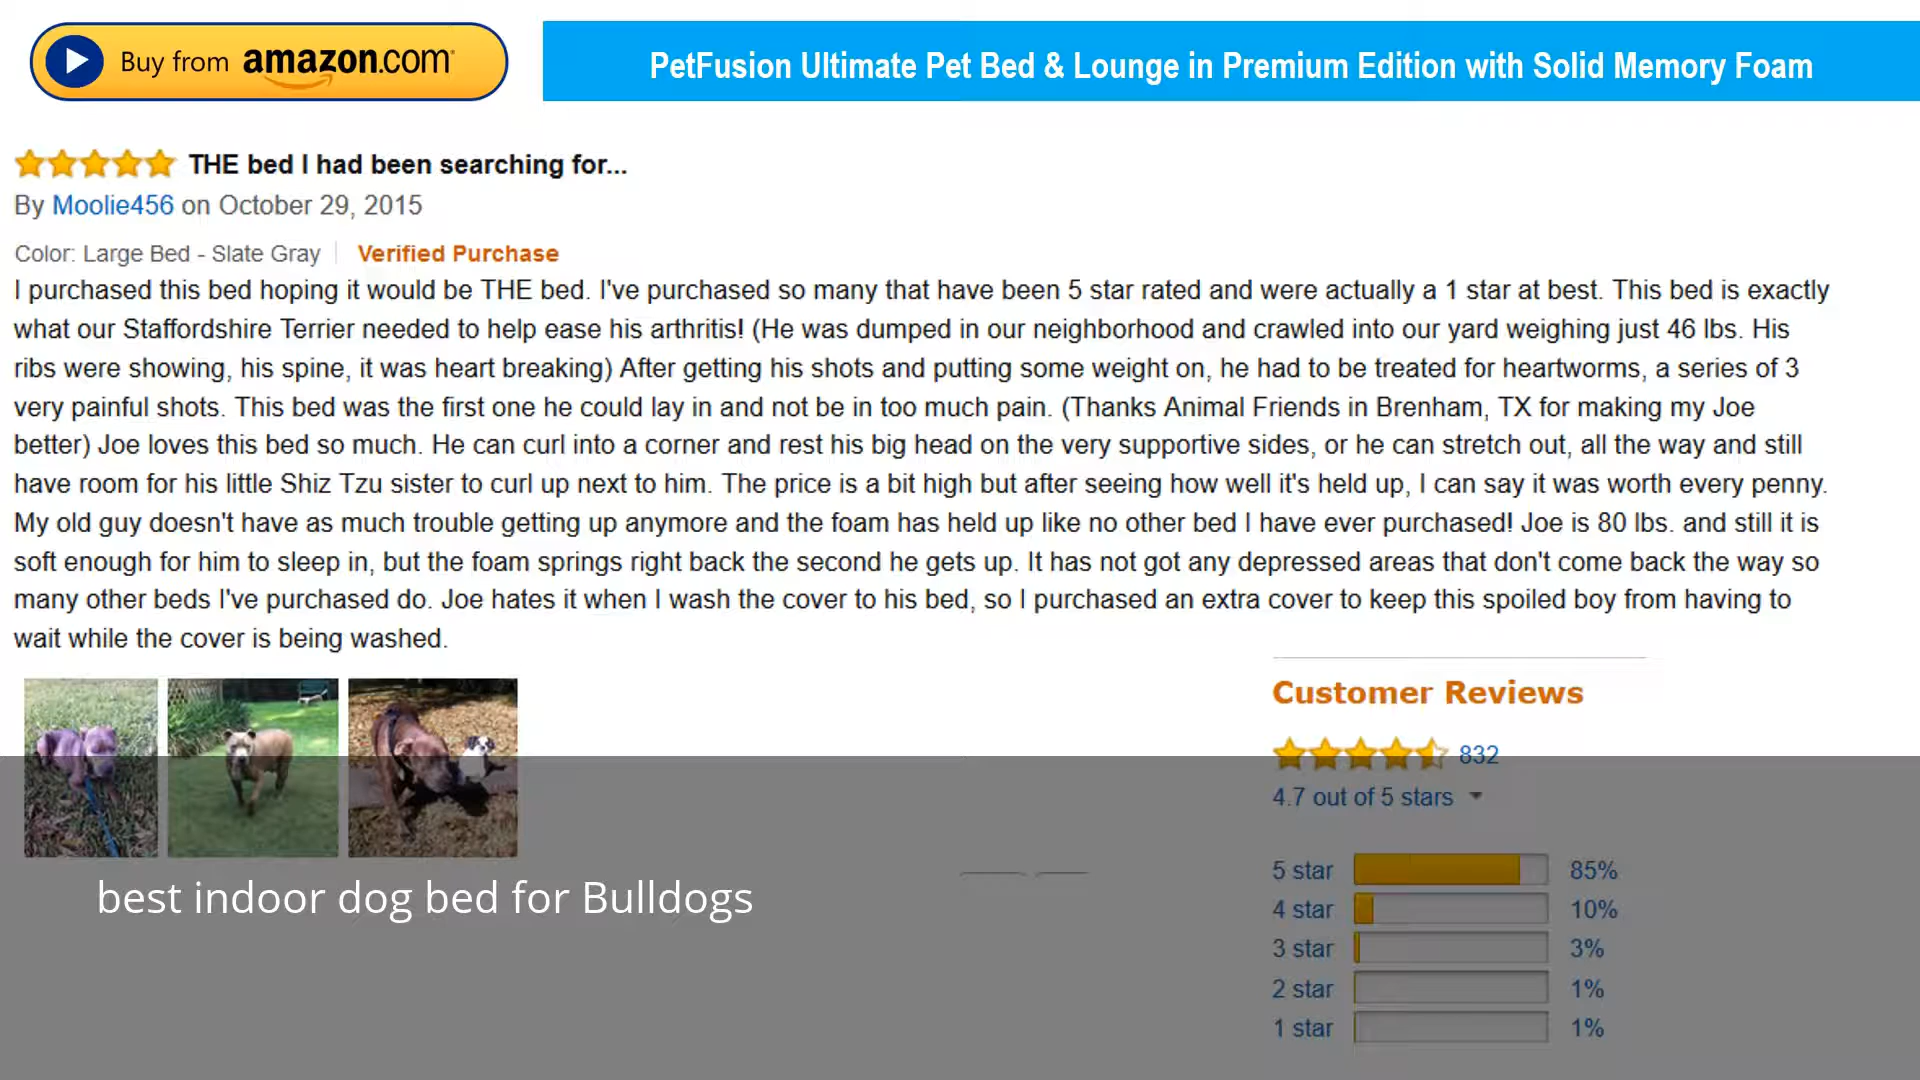 Buy from amazon.com
PetFusion Ultimate Pet Bed & Lounge in Premium Edition with Solid Memory Foam
THE bed I had been searching for...
By Moolie456 on October 29, 2015
Color: Large Bed - Slate Gray | Verified Purchase
I purchased this bed hoping it would be THE bed. I've purchased so many that have been 5 star rated and were actually a 1 star at best. This bed is exactly
what our Staffordshire Terrier needed to help ease his arthritis! (He was dumped in our neighborhood and crawled into our yard weighing just 46 lbs. His
ribs were showing, his spine, it was heart breaking) After getting his shots and putting some weight on, he had to be treated for heartworms, a series of 3
very painful shots. This bed was the first one he could lay in and not be in too much pain. (Thanks Animal Friends in Brenham, TX for making my Joe
better) Joe loves this bed so much. He can curl into a corner and rest his big head on the very supportive sides, or he can stretch out, all the way and still
have room for his little Shiz Tzu sister to curl up next to him. The price is a bit high but after seeing how well it's held up, I can say it was worth every penny.
My old guy doesn't have as much trouble getting up anymore and the foam has held up like no other bed I have ever purchased! Joe is 80 lbs. and still it is
soft enough for him to sleep in, but the foam springs right back the second he gets up. It has not got any depressed areas that don't come back the way so
many other beds I've purchased do. Joe hates it when I wash the cover to his bed, so I purchased an extra cover to keep this spoiled boy from having to
wait while the cover is being washed.
Customer Reviews
832
4.7 out of 5 stars
5 star 85%
4 star 10%
3 star 3%
2 star 1%
1 star 1%
best indoor dog bed for Bulldogs